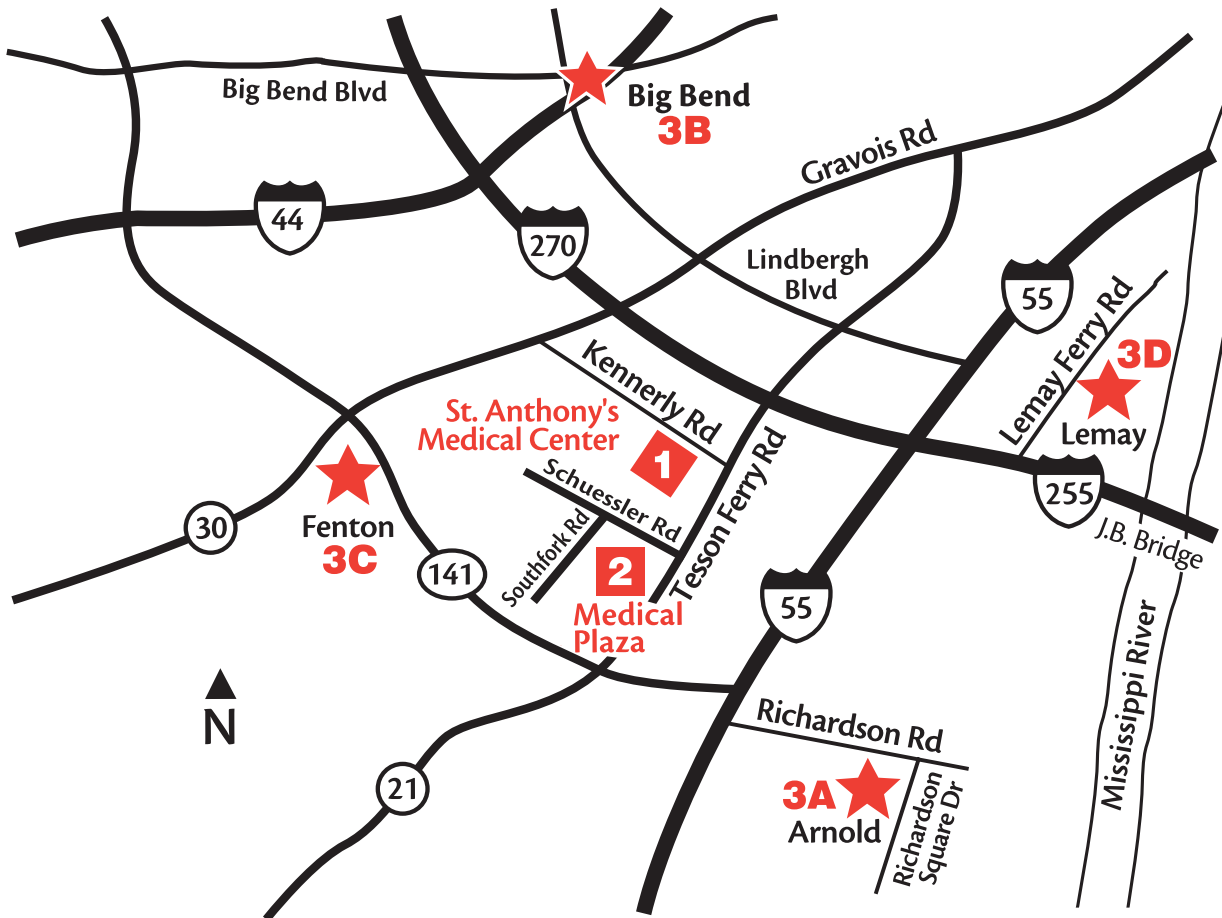 Big Bend Blvd
Big Bend
3B
Gravois Rd
44
270
Lindbergh
Blvd
55
Lemay Ferry Rd
3D
Lemay
Kennerly Rd
St. Anthony's
Medical Center
1
Schuessler Rd
Tesson Ferry Rd
255
J.B. Bridge
30
Fenton
3C
141
Southfork Rd
2
Medical
Plaza
55
Mississippi River
N
Richardson Rd
21
3A
Arnold
Richardson
Square Dr